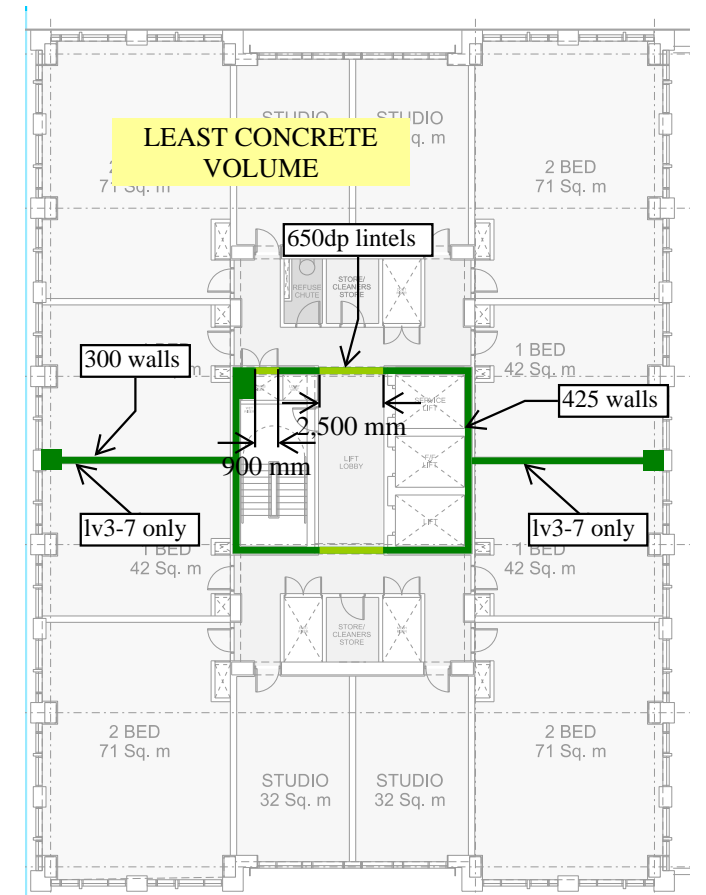 STUDIO
STUDIO
LEAST CONCRETE
VOLUME
71 Sq. m
2 BED
71 Sq. m
650dp lintels
REFUSE
CHUTE
STORE/
CLEANERS
STORE
300 walls
42 Sq. m
1 BED
42 Sq. m
425 walls
SERVICE
LIFT
2,500 mm
900 mm
LIFT
LOBBY
LIFT
LIFT
lv3-7 only
lv3-7 only
1 BED
42 Sq. m
1 BED
42 Sq. m
STORE/
CLEANERS
STORE
2 BED
71 Sq. m
2 BED
71 Sq. m
STUDIO
32 Sq. m
STUDIO
32 Sq. m